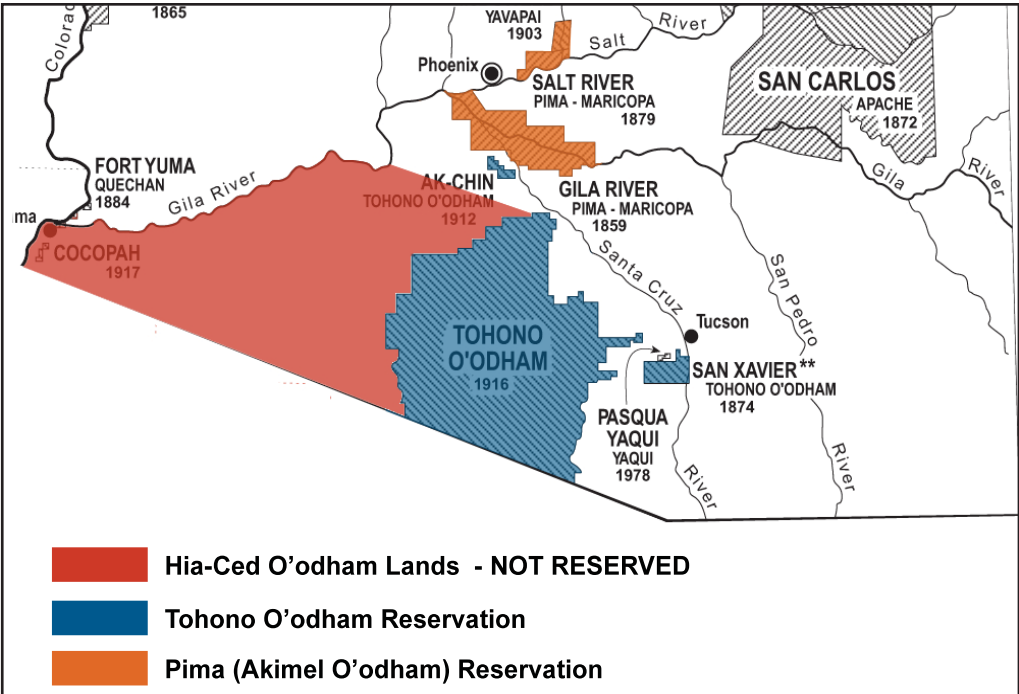 1865
YAVAPAI
1903
River
Salt
Colorad
Phoenix
SALT RIVER
PIMA - MARICOPA
1879
SAN CARLOS
APACHE
1872
FORT YUMA
QUECHAN
1884
Gila River
AK-CHIN
TOHONO O'ODHAM
1912
GILA RIVER
PIMA - MARICOPA
1859
Gila
River
ma
COCOPAH
1917
Santa Cruz
San Pedro
Tucson
TOHONO
O'ODHAM
1916
SAN XAVIER**
TOHONO O'ODHAM
1874
PASQUA
YAQUI
YAQUI
1978
River
River
Hia-Ced O’odham Lands - NOT RESERVED
Tohono O’odham Reservation
Pima (Akimel O’odham) Reservation